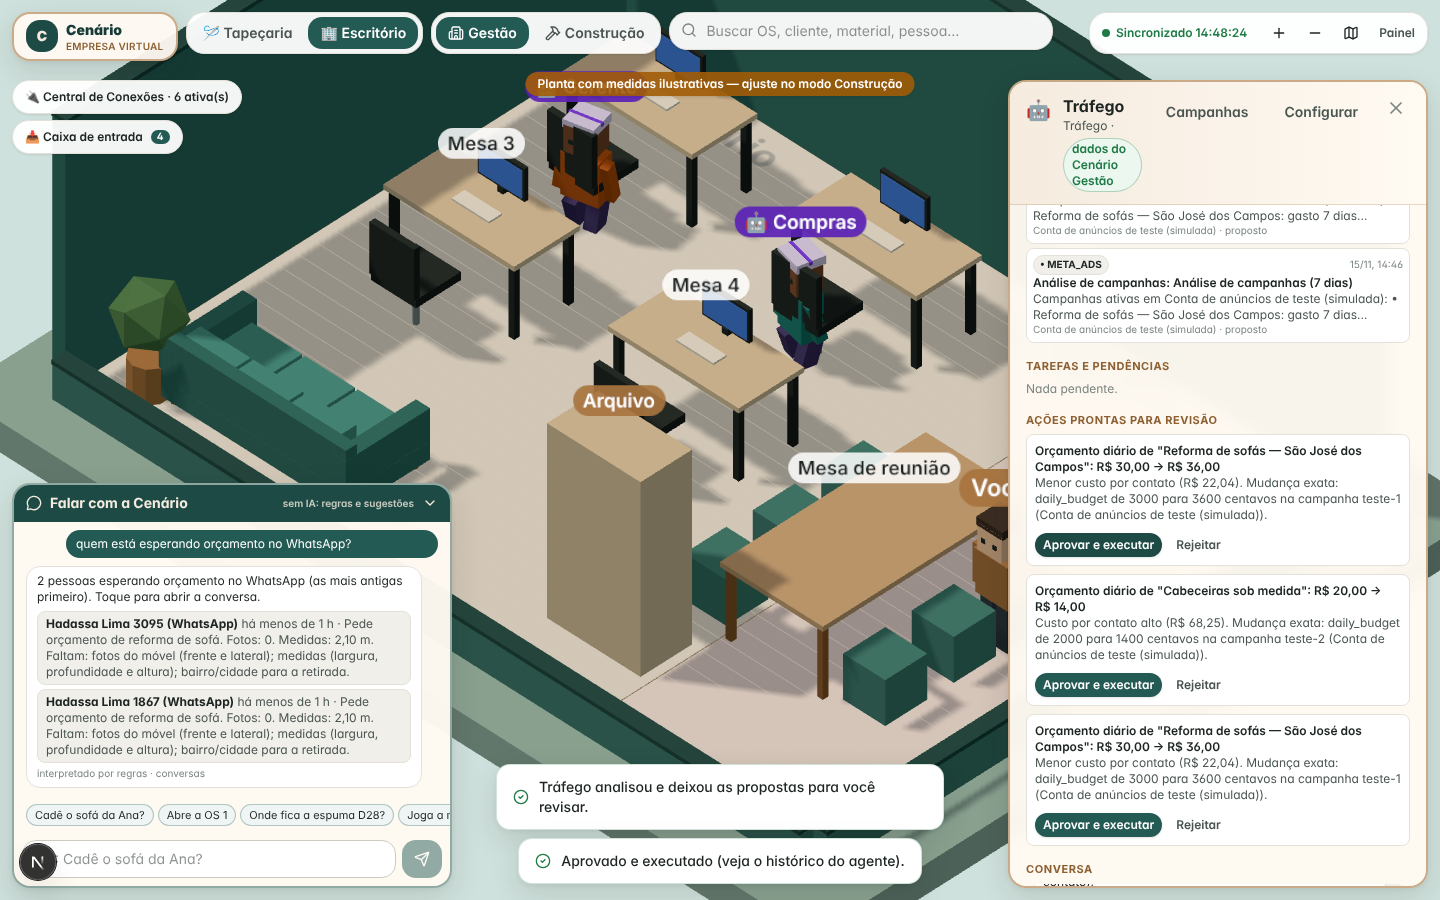 C
Cenário
EMPRESA VIRTUAL
Tapeçaria
Escritório
Gestão
Construção
Buscar OS, cliente, material, pessoa...
Sincronizado 14:48:24
Painel
Central de Conexões · 6 ativa(s)
Caixa de entrada 4
Planta com medidas ilustrativas — ajuste no modo Construção
Mesa 3
Compras
Mesa 4
Arquivo
Mesa de reunião
Voc
Falar com a Cenário
sem IA: regras e sugestões
quem está esperando orçamento no WhatsApp?
2 pessoas esperando orçamento no WhatsApp (as mais antigas
primeiro). Toque para abrir a conversa.
Hadassa Lima 3095 (WhatsApp) há menos de 1 h · Pede
orçamento de reforma de sofá. Fotos: 0. Medidas: 2,10 m.
Faltam: fotos do móvel (frente e lateral); medidas (largura,
profundidade e altura); bairro/cidade para a retirada.
Hadassa Lima 1867 (WhatsApp) há menos de 1 h · Pede
orçamento de reforma de sofá. Fotos: 0. Medidas: 2,10 m.
Faltam: fotos do móvel (frente e lateral); medidas (largura,
profundidade e altura); bairro/cidade para a retirada.
interpretado por regras · conversas
Cadê o sofá da Ana?
Abre a OS 1
Onde fica a espuma D28?
Joga a
N
Cadê o sofá da Ana?
Tráfego analisou e deixou as propostas para você
revisar.
Aprovado e executado (veja o histórico do agente).
Tráfego
Tráfego ·
dados do
Cenário
Gestão
Campanhas
Configurar
Reforma de sofás — São José dos Campos: gasto 7 dias...
Conta de anúncios de teste (simulada) · proposto
• META_ADS
15/11, 14:46
Análise de campanhas: Análise de campanhas (7 dias)
Campanhas ativas em Conta de anúncios de teste (simulada): •
Reforma de sofás — São José dos Campos: gasto 7 dias...
Conta de anúncios de teste (simulada) · proposto
TAREFAS E PENDÊNCIAS
Nada pendente.
AÇÕES PRONTAS PARA REVISÃO
Orçamento diário de "Reforma de sofás — São José dos
Campos": R$ 30,00 → R$ 36,00
Menor custo por contato (R$ 22,04). Mudança exata:
daily_budget de 3000 para 3600 centavos na campanha teste-1
(Conta de anúncios de teste (simulada)).
Aprovar e executar
Rejeitar
Orçamento diário de "Cabeceiras sob medida": R$ 20,00 →
R$ 14,00
Custo por contato alto (R$ 68,25). Mudança exata: daily_budget
de 2000 para 1400 centavos na campanha teste-2 (Conta de
anúncios de teste (simulada)).
Aprovar e executar
Rejeitar
Orçamento diário de "Reforma de sofás — São José dos
Campos": R$ 30,00 → R$ 36,00
Menor custo por contato (R$ 22,04). Mudança exata:
daily_budget de 3000 para 3600 centavos na campanha teste-1
(Conta de anúncios de teste (simulada)).
Aprovar e executar
Rejeitar
CONVERSA